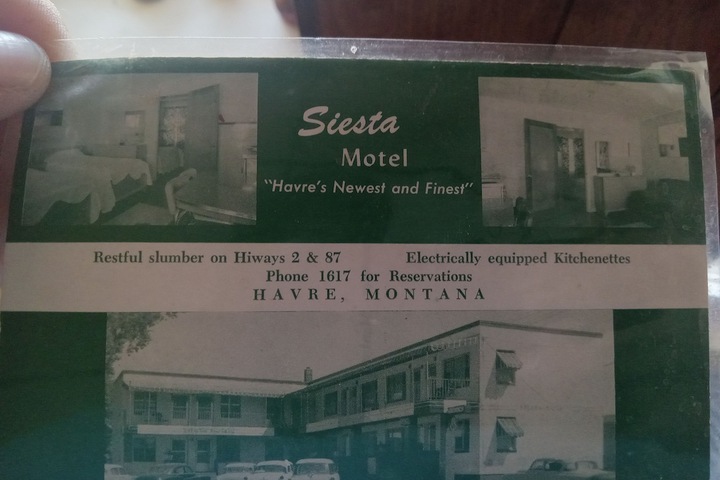 Siesta
Motel
"Havre's Newest and Finest"
Restful slumber on Hiways 2 & 87 Electrically equipped Kitchenettes
Phone 1617 for Reservations
HAVRE, MONTANA